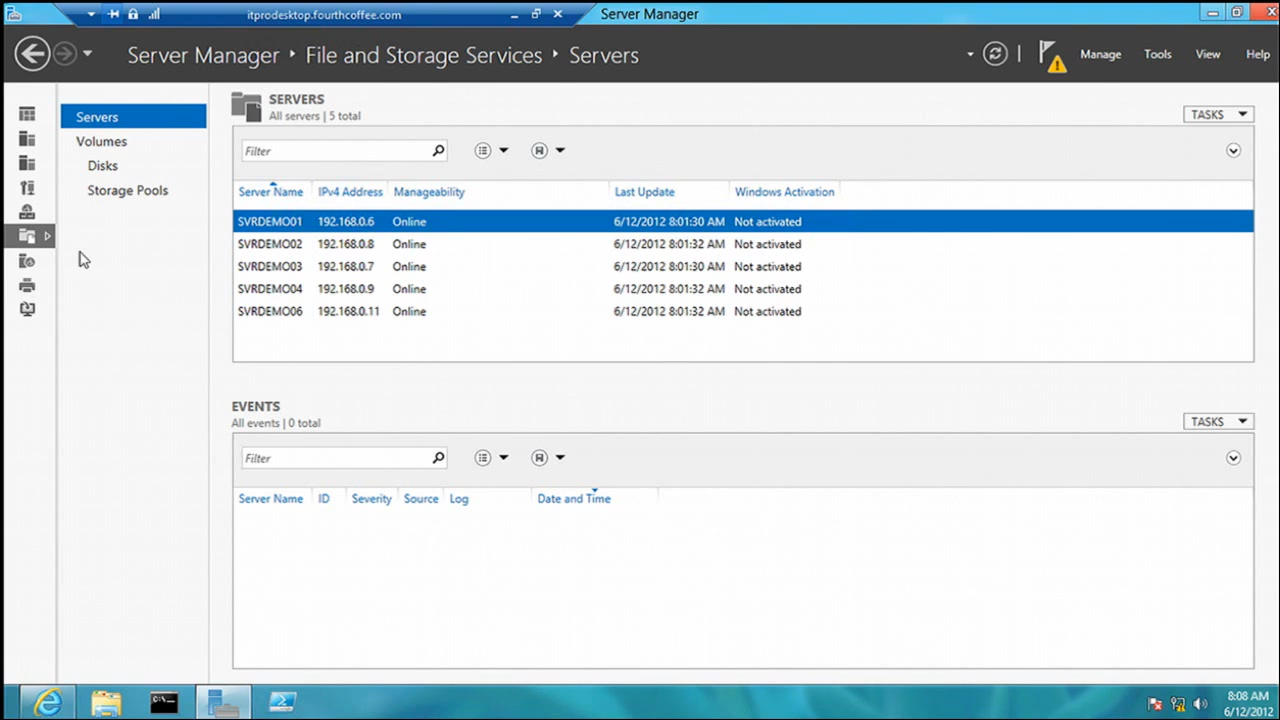 itprodesktop.fourthcoffee.com
Server Manager
Server Manager ‣ File and Storage Services ‣ Servers
Manage Tools View Help
Servers
Volumes
Disks
Storage Pools
SERVERS
All servers | 5 total
TASKS
Filter
Server Name IPv4 Address Manageability Last Update Windows Activation
SVRDEMO01 192.168.0.6 Online 6/12/2012 8:01:30 AM Not activated
SVRDEMO02 192.168.0.8 Online 6/12/2012 8:01:32 AM Not activated
SVRDEMO03 192.168.0.7 Online 6/12/2012 8:01:30 AM Not activated
SVRDEMO04 192.168.0.9 Online 6/12/2012 8:01:32 AM Not activated
SVRDEMO06 192.168.0.11 Online 6/12/2012 8:01:32 AM Not activated
EVENTS
All events | 0 total
TASKS
Filter
Server Name ID Severity Source Log Date and Time
8:08 AM
6/12/2012